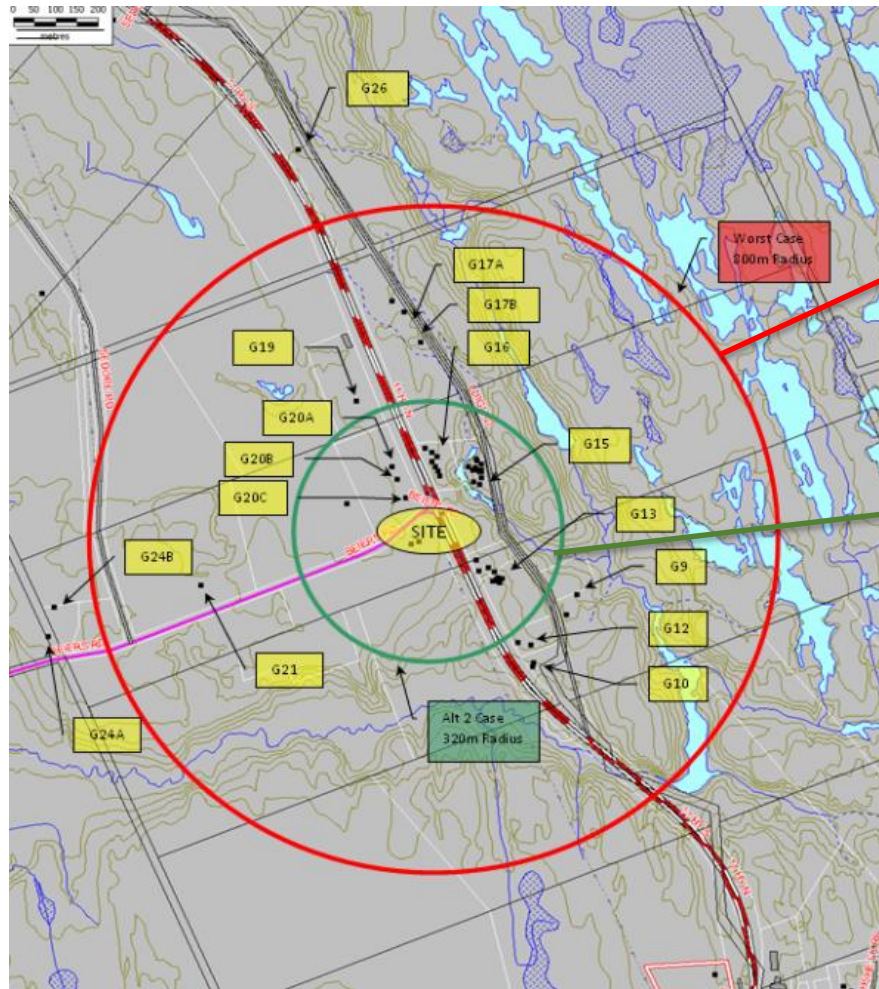 0 50 100 150 200
metres
G26
Worst Case
800m Radius
G17A
G17B
G19
G16
G20A
G20B
G15
G20C
SITE
G13
G24B
G9
G12
G21
G10
Alt 2 Case
320m Radius
G24A